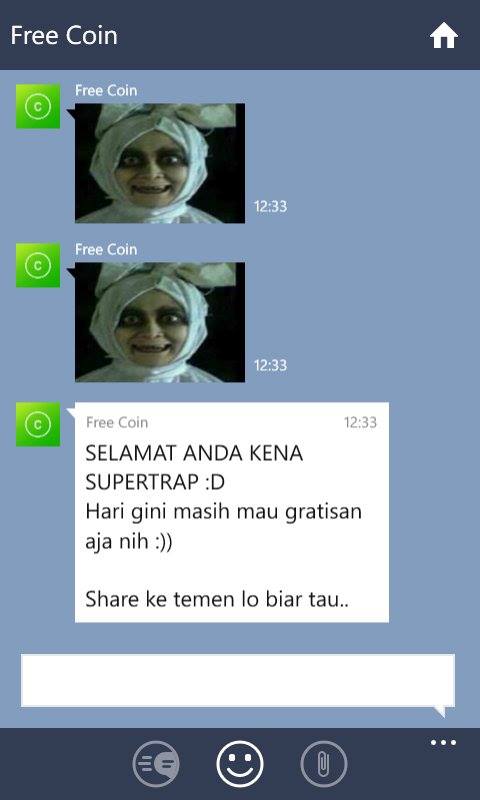 Free Coin
Free Coin
12:33
Free Coin
12:33
Free Coin 12:33
SELAMAT ANDA KENA
SUPERTRAP :D
Hari gini masih mau gratisan
aja nih :))
Share ke temen lo biar tau..